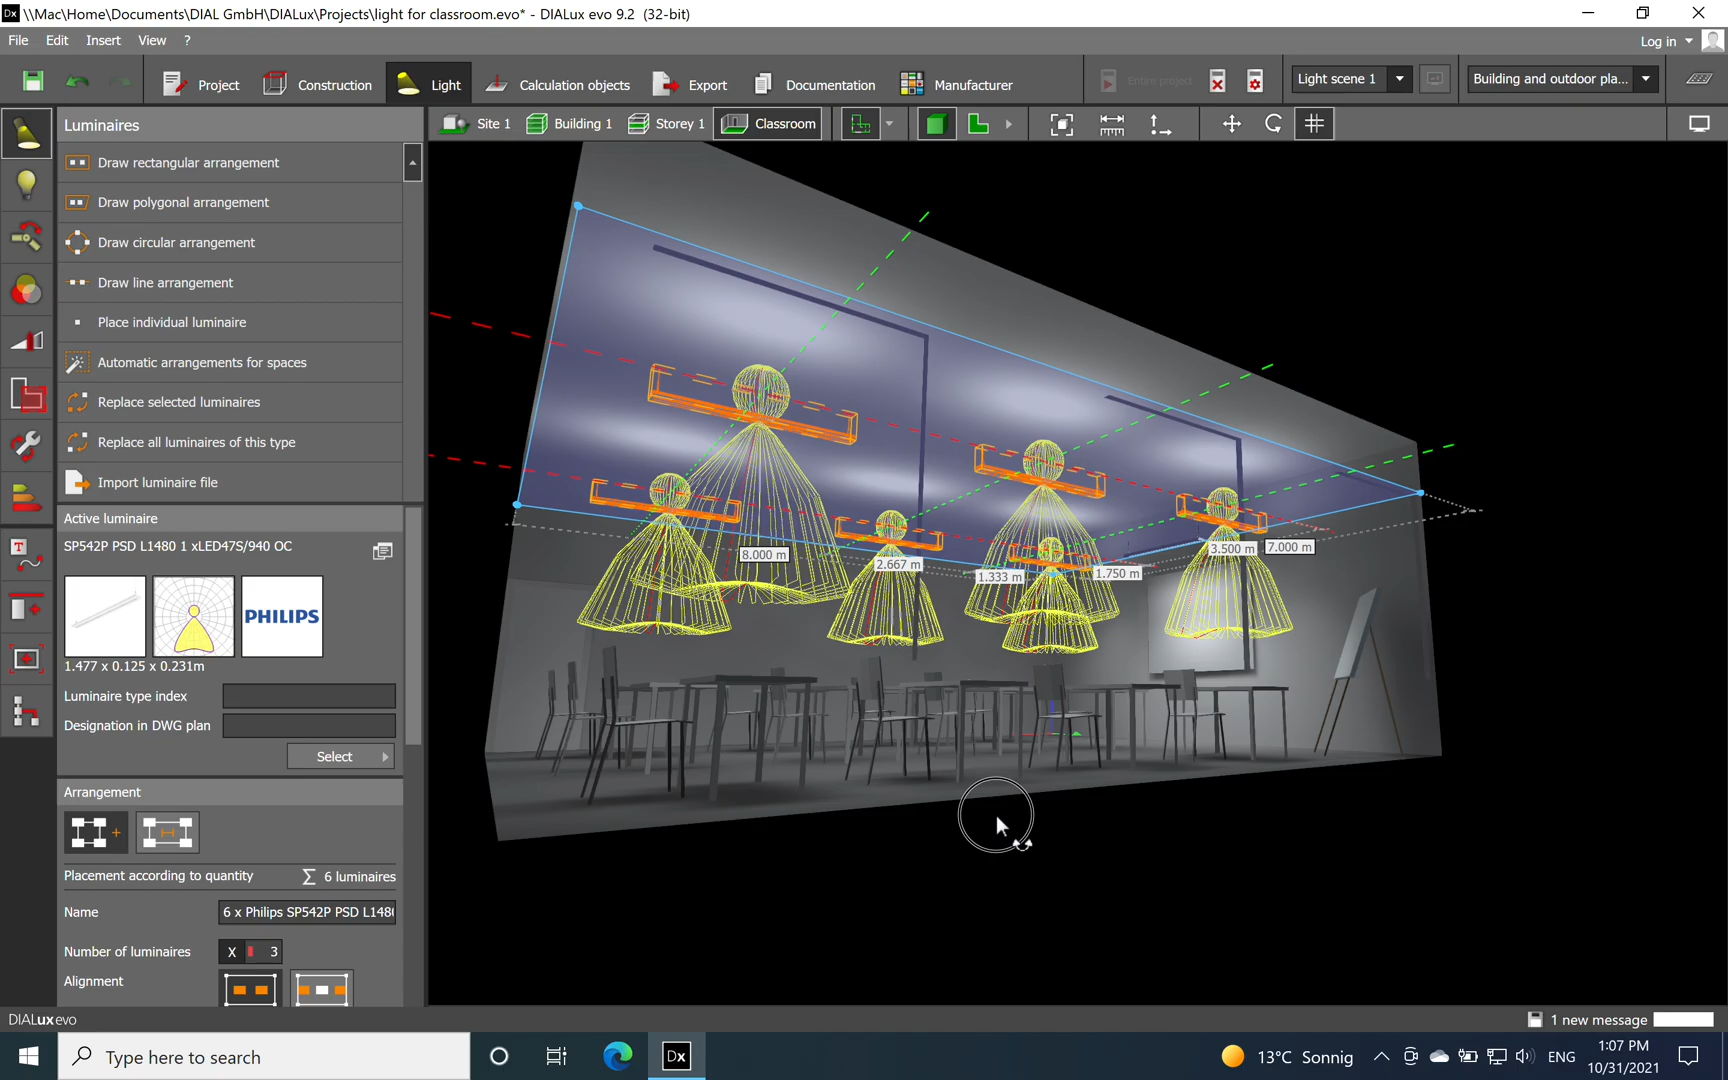 \\Mac\Home\Documents\DIAL GmbH\DIALux\Projects\light for classroom.evo* - DIALux evo 9.2 (32-bit)
File Edit Insert View ?
Log in
Project Construction Light Calculation objects Export Documentation Manufacturer
Entire project
Light scene 1
Building and outdoor pla...
Luminaires
Site 1 Building 1 Storey 1 Classroom
Draw rectangular arrangement
Draw polygonal arrangement
Draw circular arrangement
Draw line arrangement
Place individual luminaire
Automatic arrangements for spaces
Replace selected luminaires
Replace all luminaires of this type
Import luminaire file
Active luminaire
SP542P PSD L1480 1 xLED47S/940 OC
PHILIPS
1.477 x 0.125 x 0.231m
Luminaire type index
Designation in DWG plan
Select
Arrangement
Placement according to quantity Σ 6 luminaires
Name 6 x Philips SP542P PSD L148
Number of luminaires X 3
Alignment
8.000 m
2.667 m
1.333 m
1.750 m
3.500 m
7.000 m
DIALux evo
1 new message
Type here to search
Dx
13°C Sonnig
ENG
1:07 PM
10/31/2021